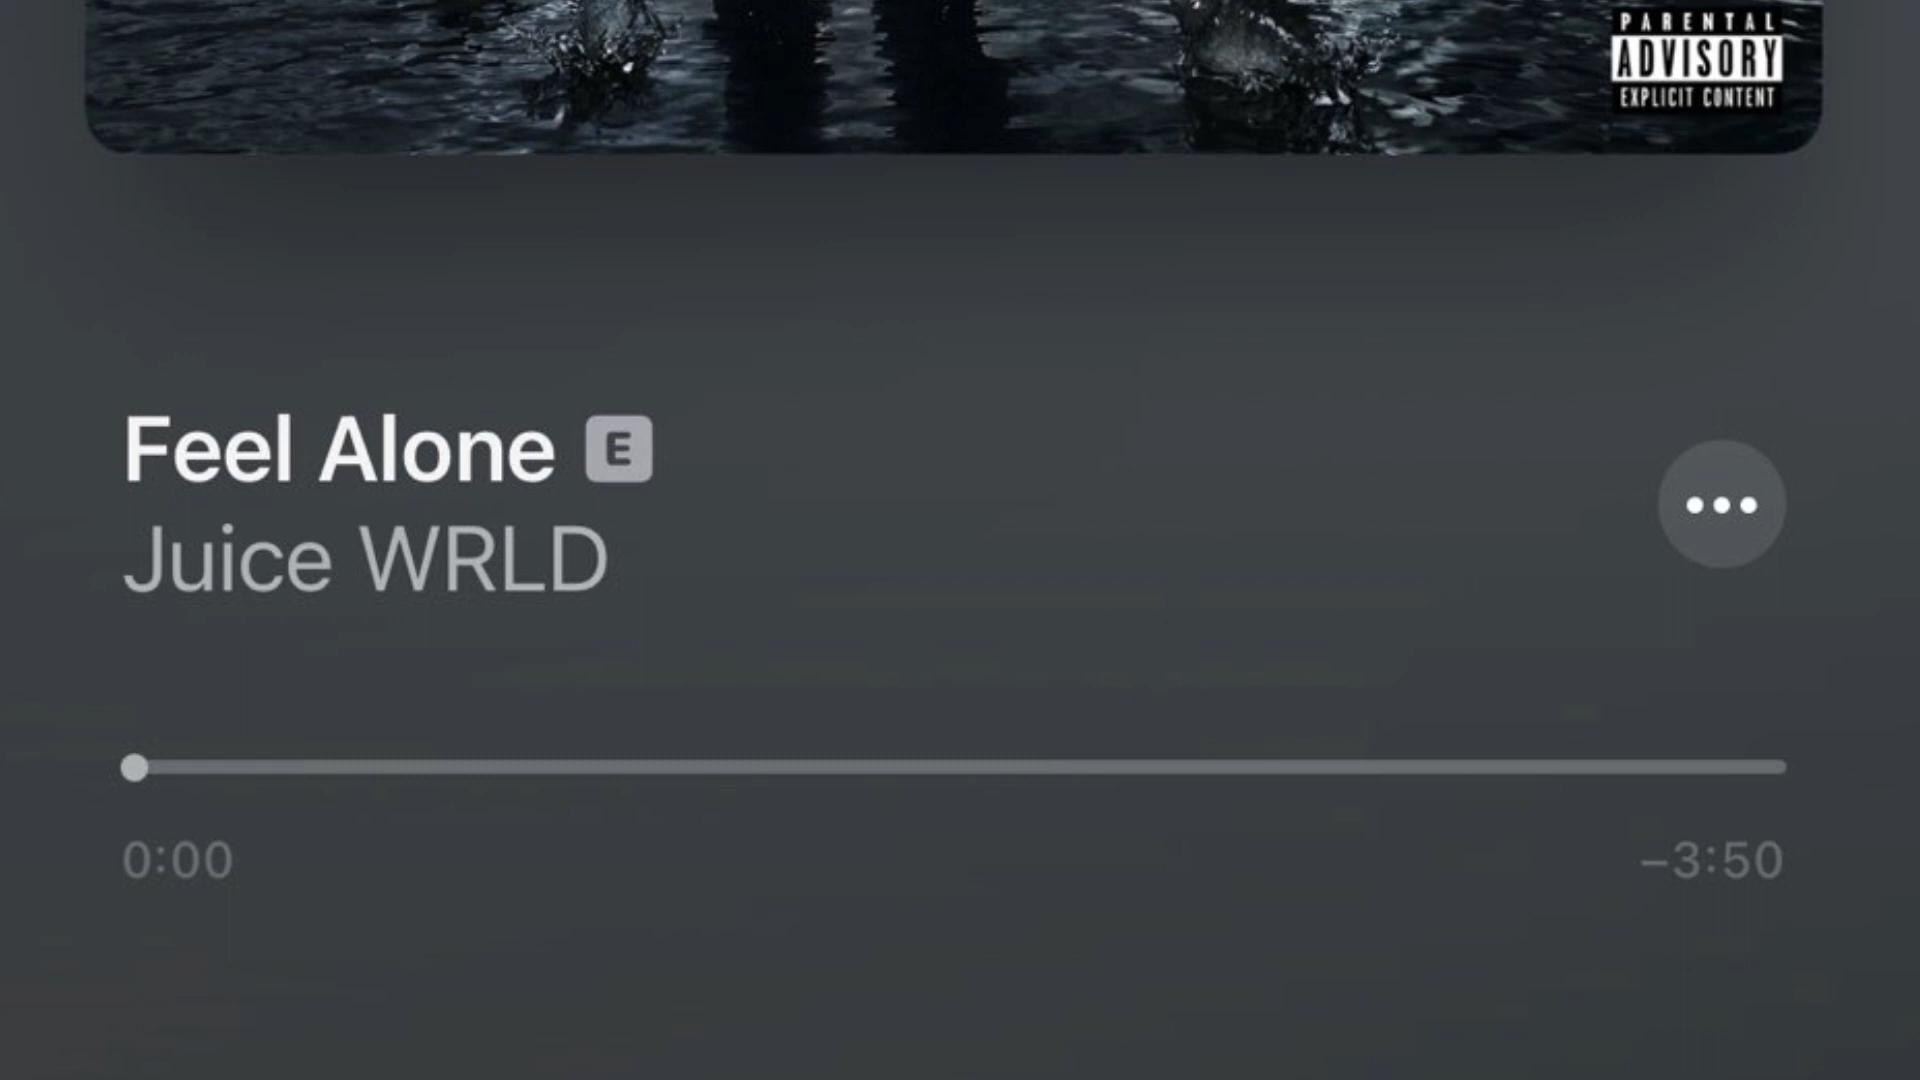 PARENTAL
ADVISORY
EXPLICIT CONTENT
Feel Alone E
Juice WRLD
0:00
–3:50